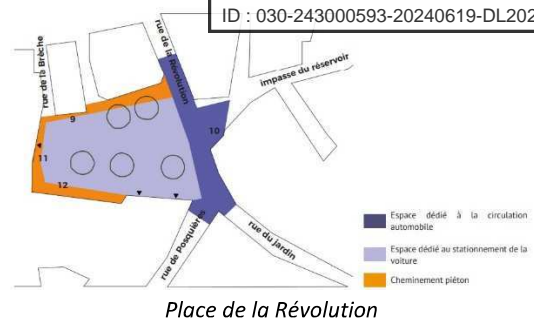 ID : 030-243000593-20240619-DL202
rue de la Brèche
rue de la Révolution
impasse du réservoir
9
10
11
12
rue de Posquières
rue du jardin
Espace dédié à la circulation
automobile
Espace dédié au stationnement de la
voiture
Cheminement piéton
Place de la Révolution